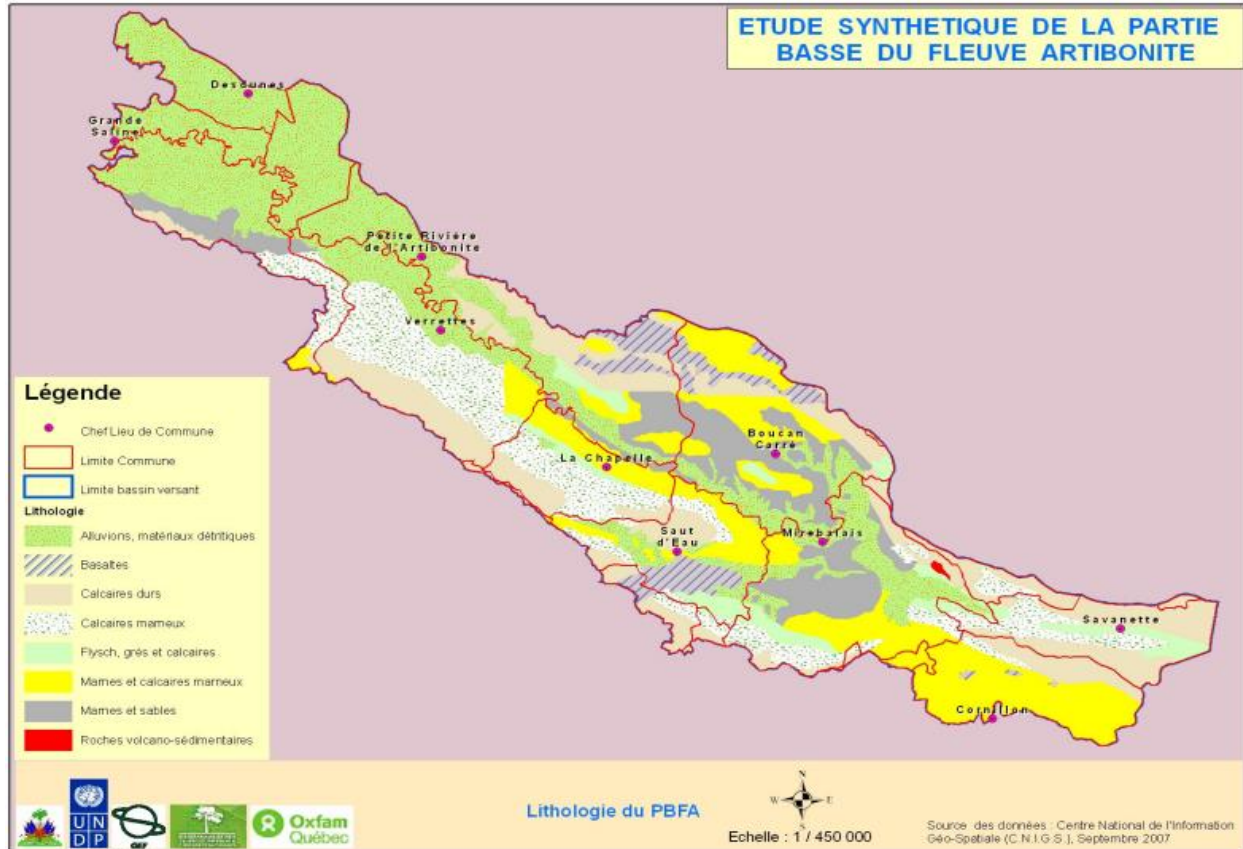 ETUDE SYNTHETIQUE DE LA PARTIE
BASSE DU FLEUVE ARTIBONITE
Desdunes
Grande
Saline
Petite Rivière
de l'Artibonite
Verrettes
Boucan
Carré
La Chapelle
Saut
d'Eau
Mirebalais
Savanette
Cornillon
Légende
Chef Lieu de Commune
Limite Commune
Limite bassin versant
Lithologie
Alluvions, matériaux détritiques
Basaltes
Calcaires durs
Calcaires marneux
Flysch, grès et calcaires
Marnes et calcaires marneux
Marnes et sables
Roches volcano-sédimentaires
UN
DP
GEF
Oxfam
Québec
Lithologie du PBFA
N
W E
S
Echelle : 1 / 450 000
Source des données : Centre National de l'Information
Géo-Spatiale (C.N.I.G.S.), Septembre 2007